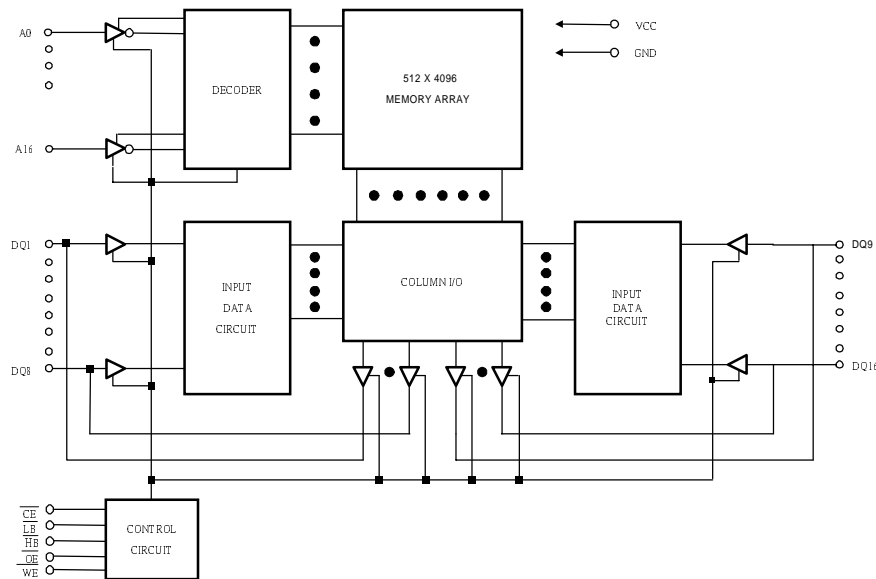 A0
DECODER
512 X 4096
MEMORY ARRAY
VCC
GND
A16
DQ1
INPUT
DATA
CIRCUIT
COLUMN I/O
INPUT
DATA
CIRCUIT
DQ9
DQ8
DQ16
CE
LB
HB
OE
WE
CONTROL
CIRCUIT